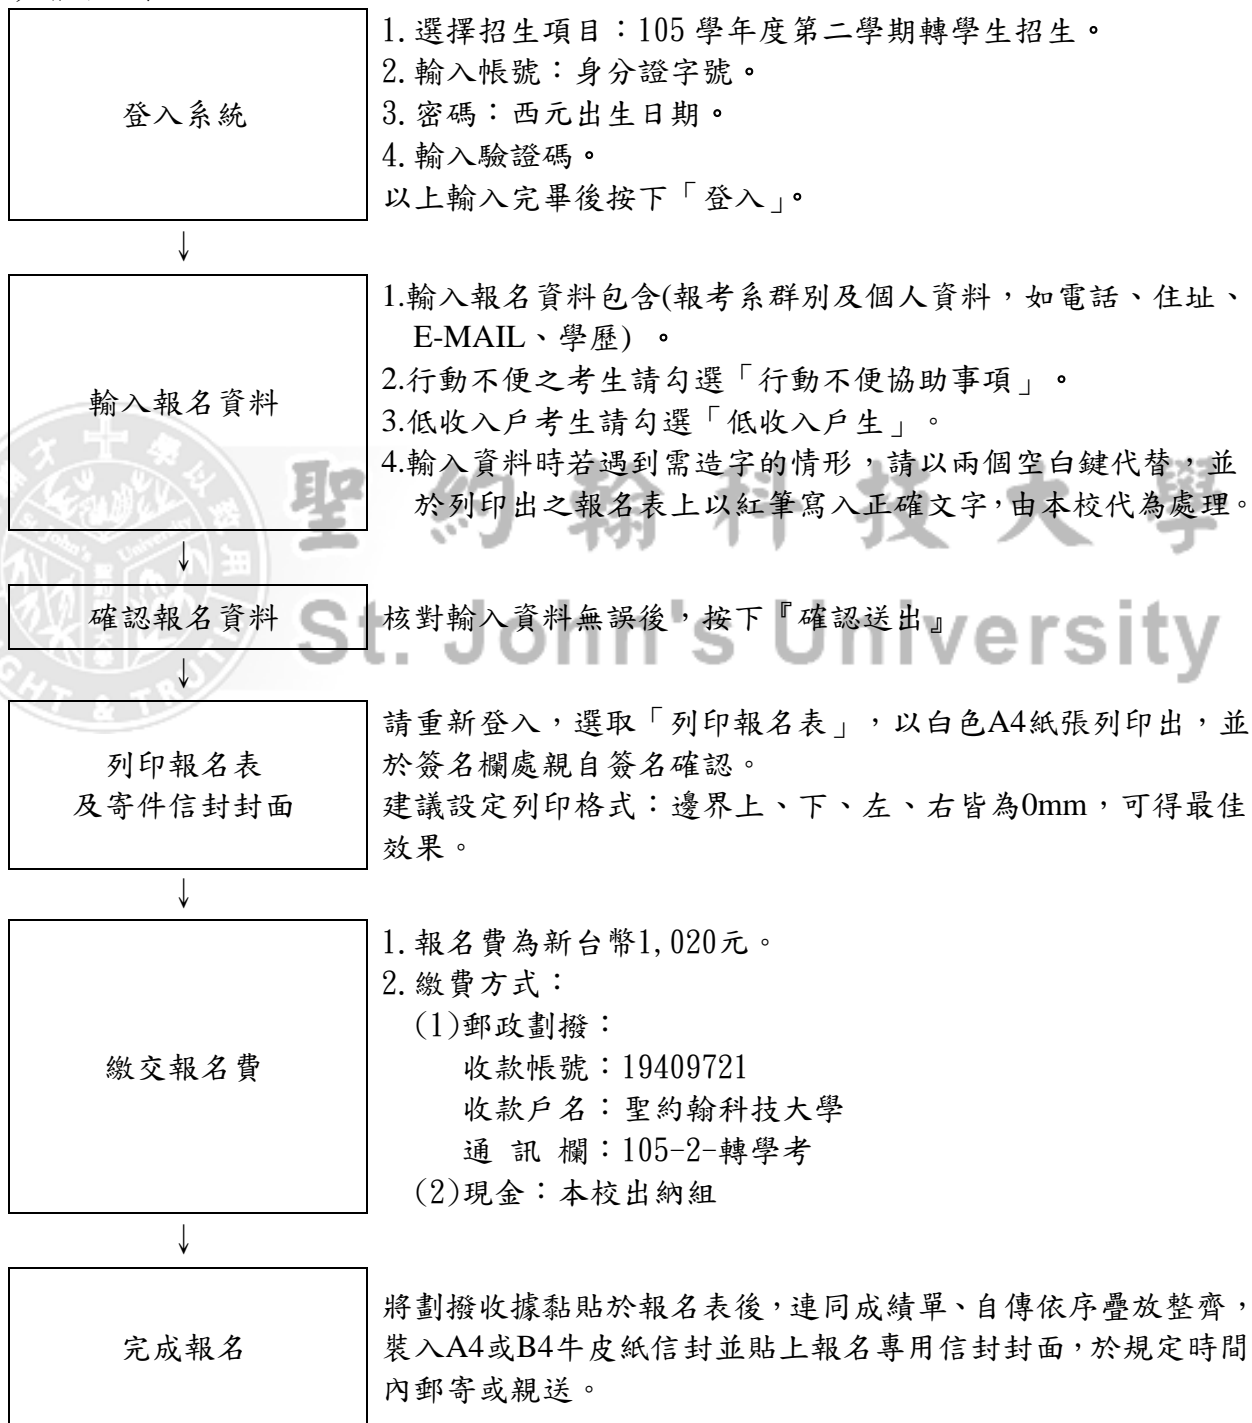 1.選擇招生項目：105 學年度第二學期轉學生招生。
2.輸入帳號：身分證字號。
登入系統
3.密碼：西元出生日期。
4.輸入驗證碼。
以上輸入完畢後按下「登入」。
↓
1.輸入報名資料包含(報考系群別及個人資料，如電話、住址、
E-MAIL、學歷) 。
2.行動不便之考生請勾選「行動不便協助事項」。
輸入報名資料
3.低收入戶考生請勾選「低收入戶生」。
4.輸入資料時若遇到需造字的情形，請以兩個空白鍵代替，並
於列印出之報名表上以紅筆寫入正確文字,由本校代為處理。
聖約翰科技大學
↓
確認報名資料
核對輸入資料無誤後，按下『確認送出』
St. John's University
↓
請重新登入，選取「列印報名表」，以白色A4紙張列印出，並
列印報名表
及寄件信封封面
於簽名欄處親自簽名確認。
建議設定列印格式：邊界上、下、左、右皆為0mm，可得最佳
效果。
↓
1.報名費為新台幣1,020元。
2.繳費方式：
(1)郵政劃撥：
繳交報名費
收款帳號：19409721
收款戶名：聖約翰科技大學
通 訊 欄：105-2-轉學考
(2)現金：本校出納組
↓
將劃撥收據黏貼於報名表後，連同成績單、自傳依序疊放整齊，
完成報名
裝入A4或B4牛皮紙信封並貼上報名專用信封封面，於規定時間
內郵寄或親送。